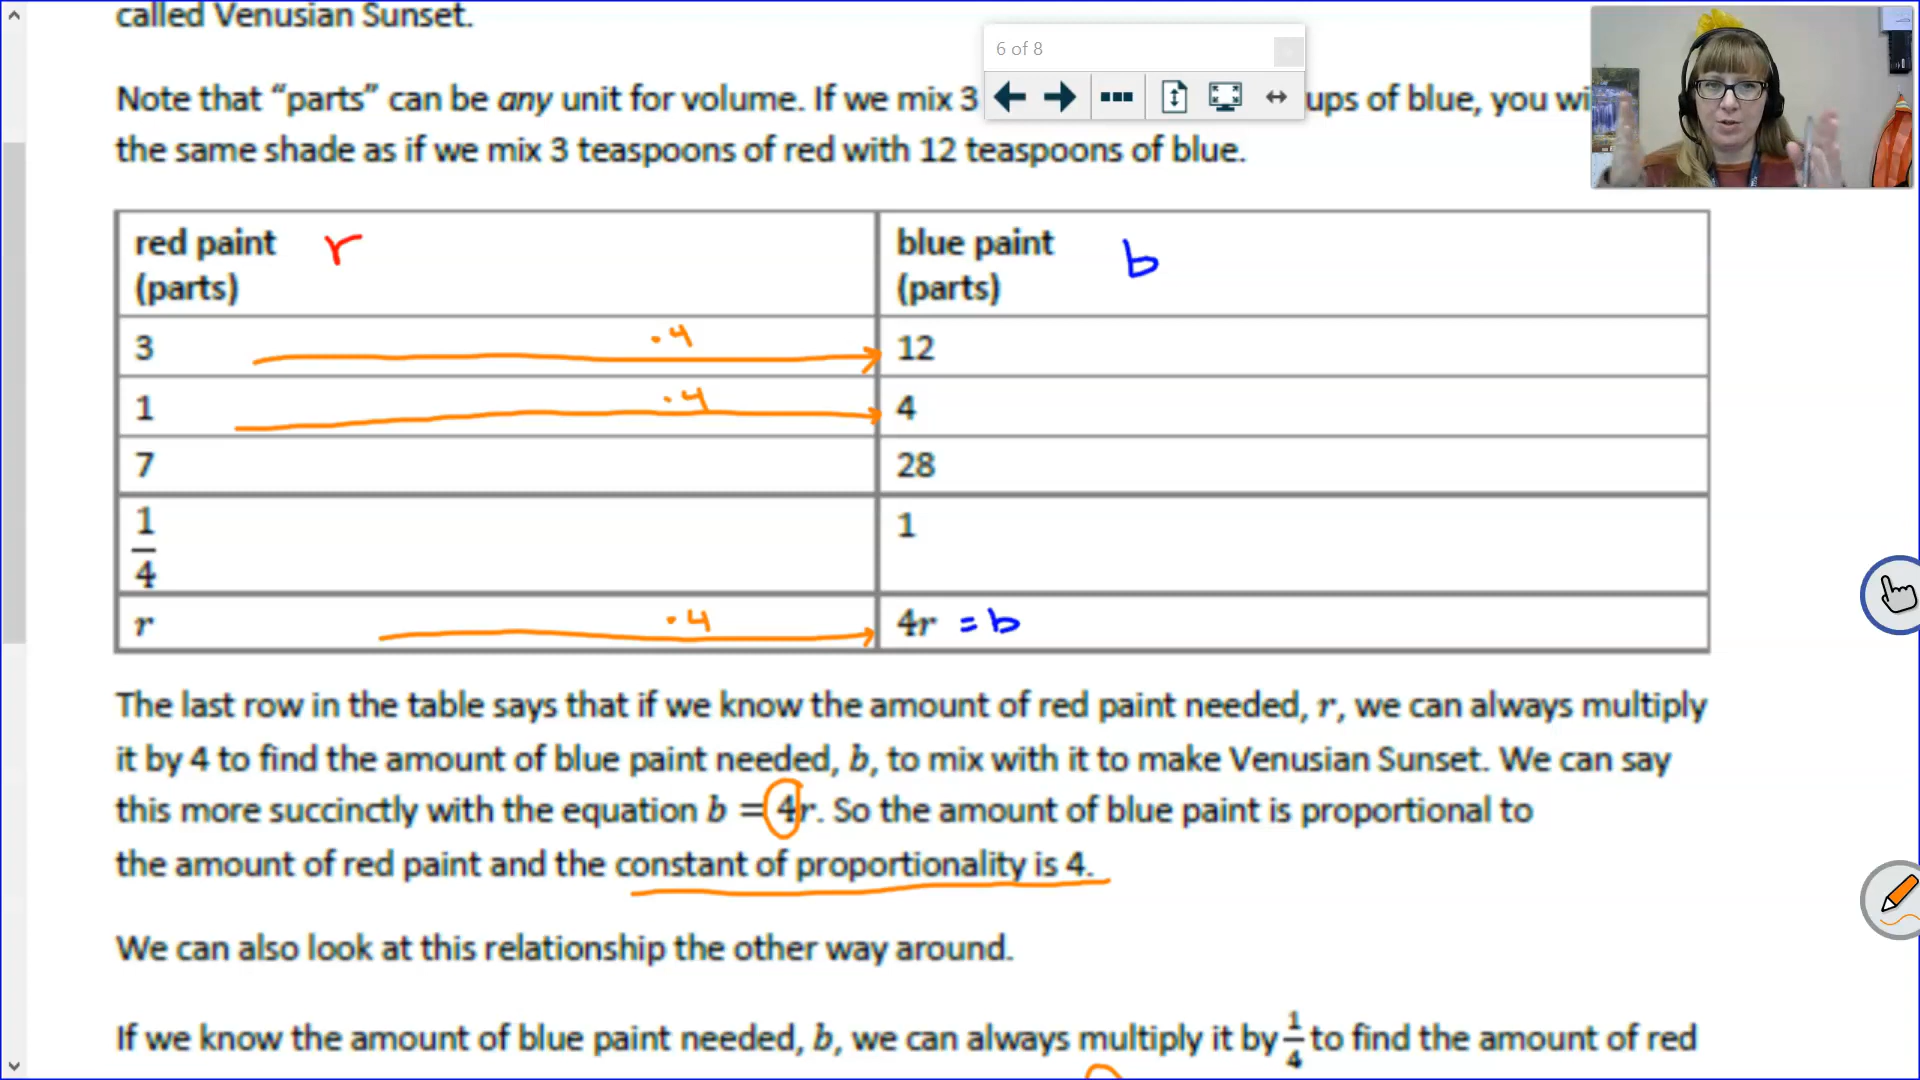 called Venusian Sunset.
6 of 8
Note that “parts” can be any unit for volume. If we mix 3 ups of blue, you wi
the same shade as if we mix 3 teaspoons of red with 12 teaspoons of blue.
red paint r blue paint b
(parts) (parts)
3 ·4 12
1 ·4 4
7 28
1/4 1
r ·4 4r = b
The last row in the table says that if we know the amount of red paint needed, r, we can always multiply
it by 4 to find the amount of blue paint needed, b, to mix with it to make Venusian Sunset. We can say
this more succinctly with the equation b = 4r. So the amount of blue paint is proportional to
the amount of red paint and the constant of proportionality is 4.
We can also look at this relationship the other way around.
If we know the amount of blue paint needed, b, we can always multiply it by 1/4 to find the amount of red